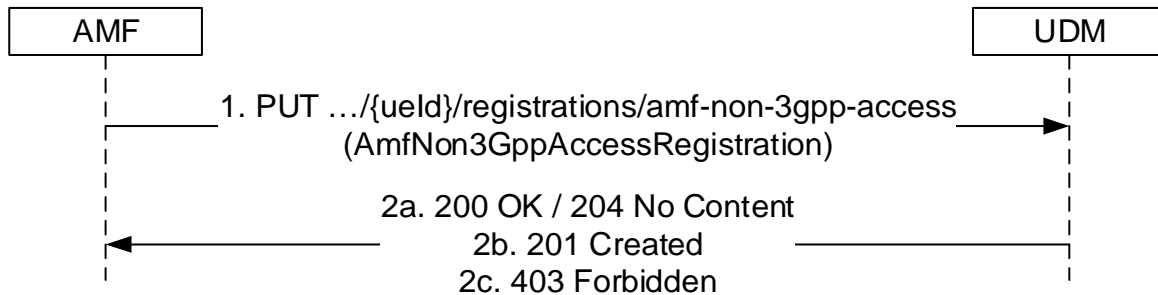 AMF
UDM
1. PUT …/{ueId}/registrations/amf-non-3gpp-access
(AmfNon3GppAccessRegistration)
2a. 200 OK / 204 No Content
2b. 201 Created
2c. 403 Forbidden